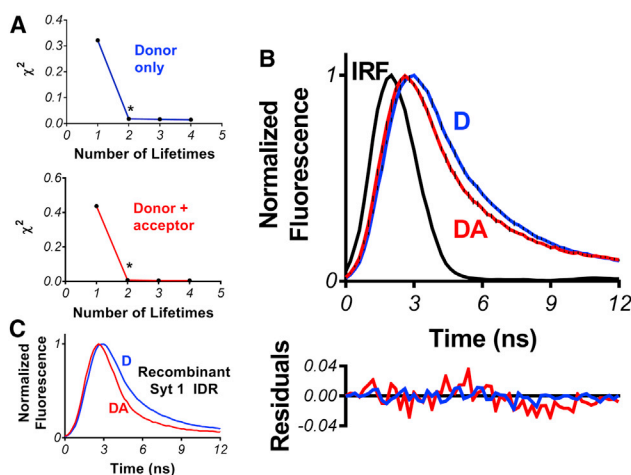 A
0.4
0.3
0.2
0.1
0.0
χ²
Donor
only
*
0 1 2 3 4 5
Number of Lifetimes
0.6
0.4
0.2
0.0
χ²
Donor +
acceptor
*
0 1 2 3 4 5
Number of Lifetimes
B
IRF
D
DA
1
0
Normalized
Fluorescence
0 3 6 9 12
Time (ns)
0.04
0.00
-0.04
Residuals
C
Normalized
Fluorescence
1
0
D
DA
Recombinant
Syt 1 IDR
0 3 6 9 12
Time (ns)